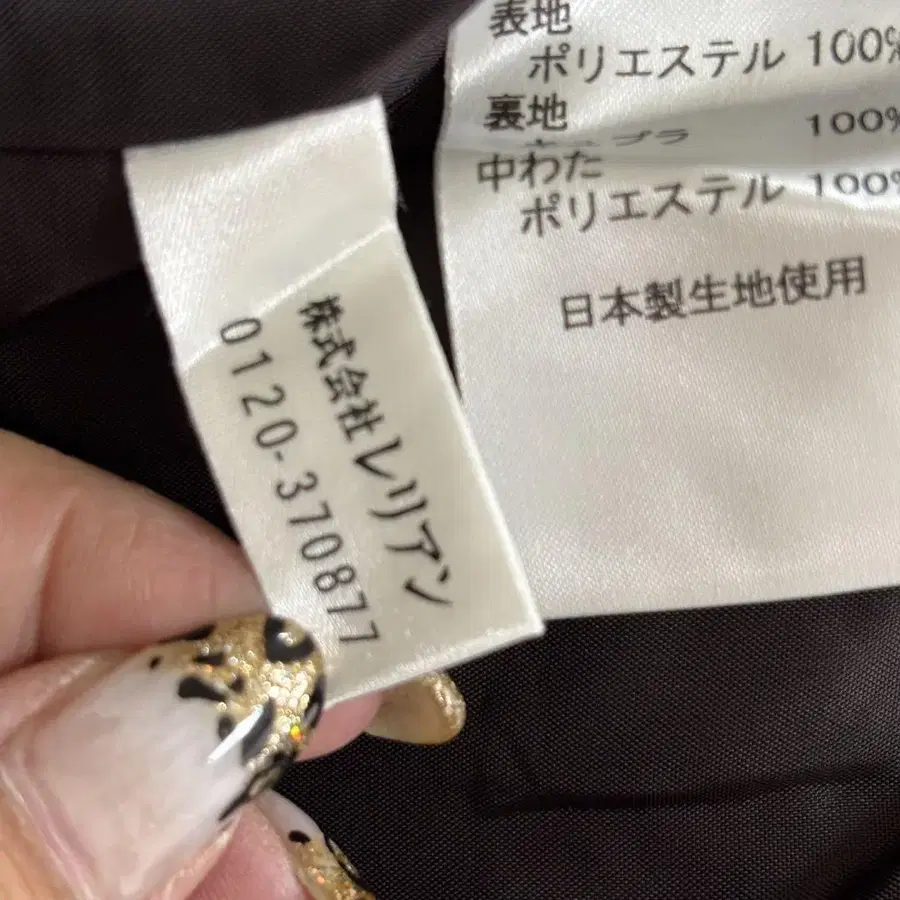 表地
ポリエステル 100%
裏地
100%
中わた
ポリエステル 100%
日本製生地使用
株式会社レリアン
0120-370877